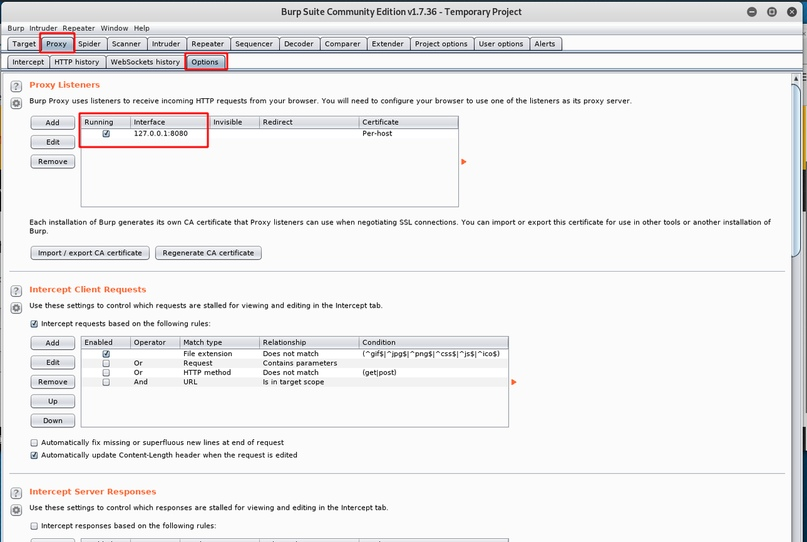 Burp Suite Community Edition v1.7.36 - Temporary Project
Burp Intruder Repeater Window Help
Target Proxy Spider Scanner Intruder Repeater Sequencer Decoder Comparer Extender Project options User options Alerts
Intercept HTTP history WebSockets history Options
? Proxy Listeners
Burp Proxy uses listeners to receive incoming HTTP requests from your browser. You will need to configure your browser to use one of the listeners as its proxy server.
Add Running Interface Invisible Redirect Certificate
127.0.0.1:8080 Per-host
Edit
Remove
Each installation of Burp generates its own CA certificate that Proxy listeners can use when negotiating SSL connections. You can import or export this certificate for use in other tools or another installation of
Burp.
Import / export CA certificate Regenerate CA certificate
? Intercept Client Requests
Use these settings to control which requests are stalled for viewing and editing in the Intercept tab.
Intercept requests based on the following rules:
Add Enabled Operator Match type Relationship Condition
File extension Does not match (^gif$|^jpg$|^png$|^css$|^js$|^ico$)
Edit Or Request Contains parameters
Or HTTP method Does not match (get|post)
Remove And URL Is in target scope
Up
Down
Automatically fix missing or superfluous new lines at end of request
Automatically update Content-Length header when the request is edited
? Intercept Server Responses
Use these settings to control which responses are stalled for viewing and editing in the Intercept tab.
Intercept responses based on the following rules: